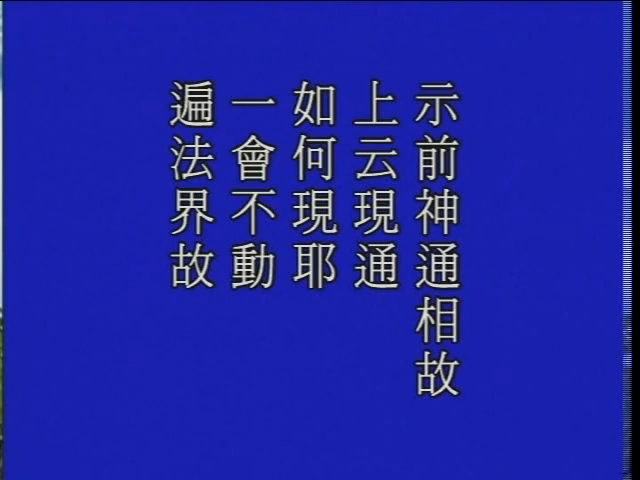 示前神通相故
上云現通
如何現耶
一會不動
遍法界故